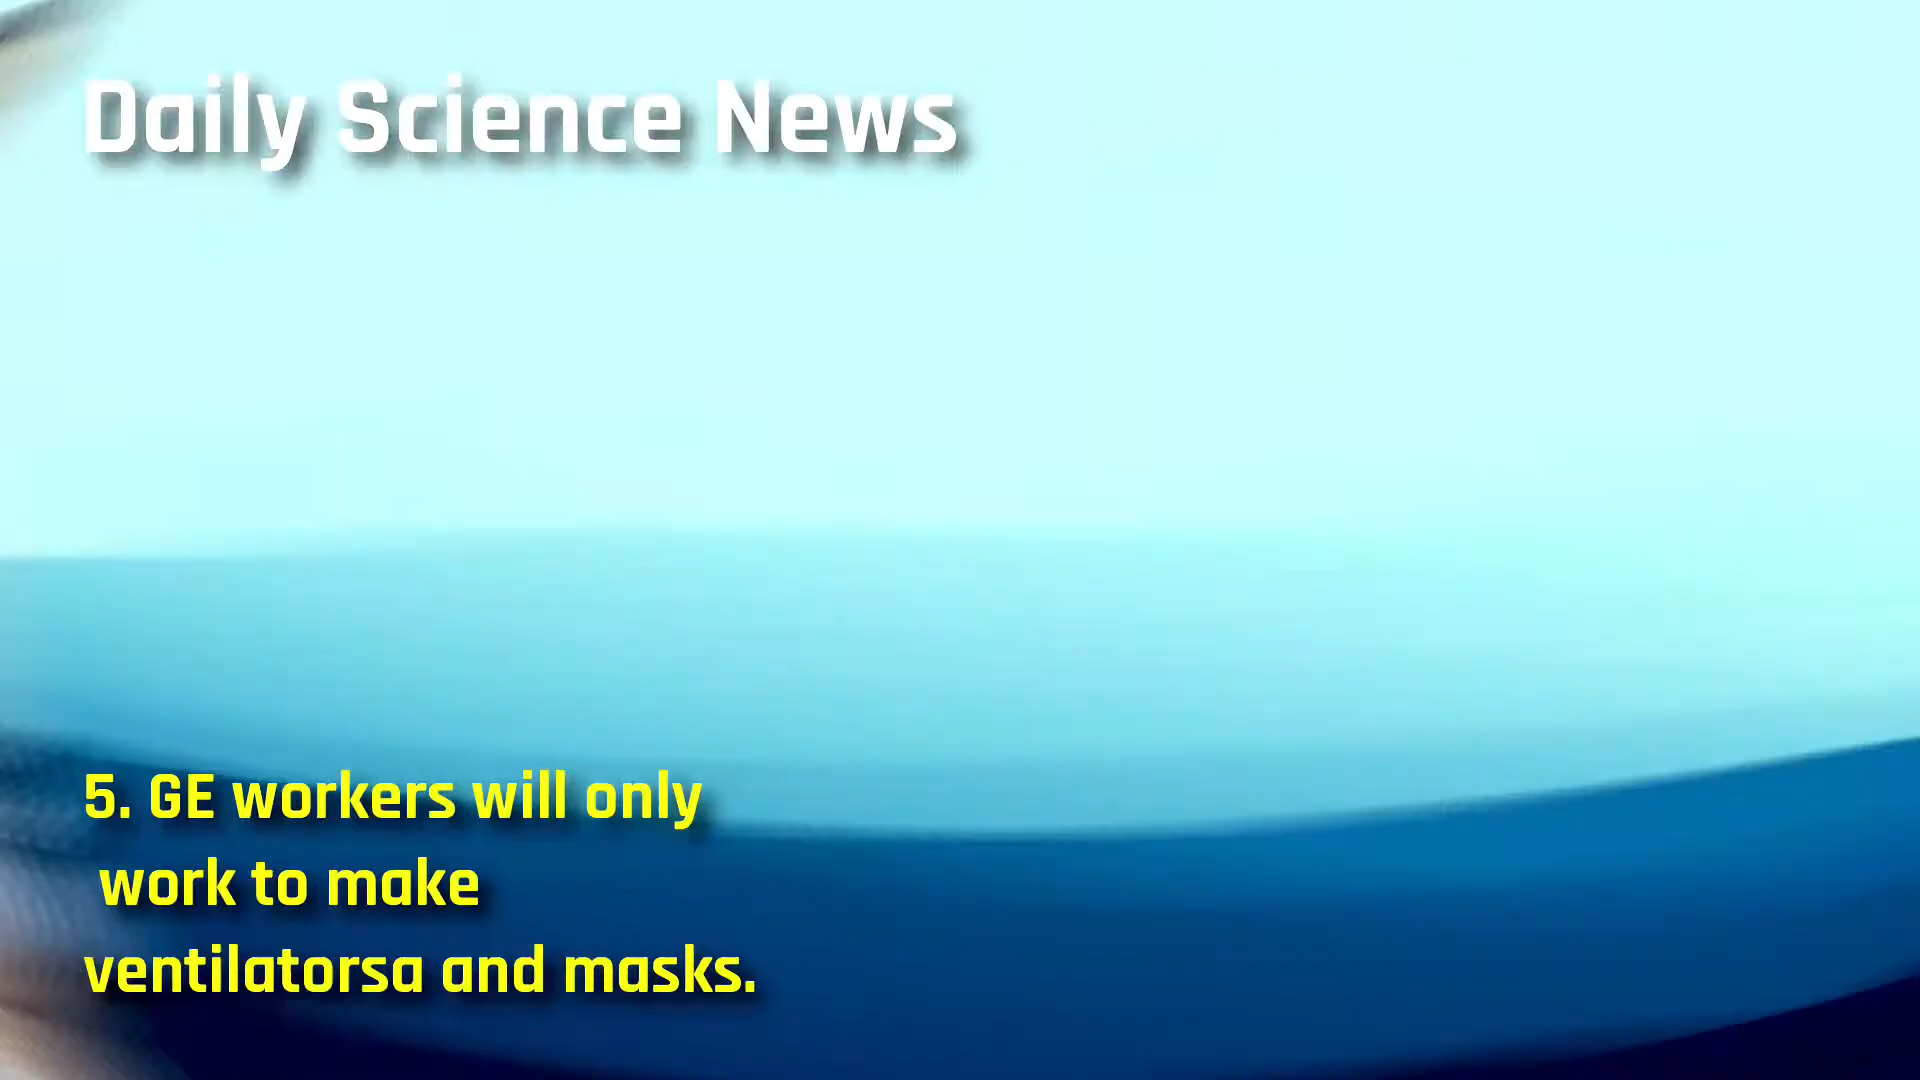 Daily Science News
5. GE workers will only
work to make
ventilatorsa and masks.